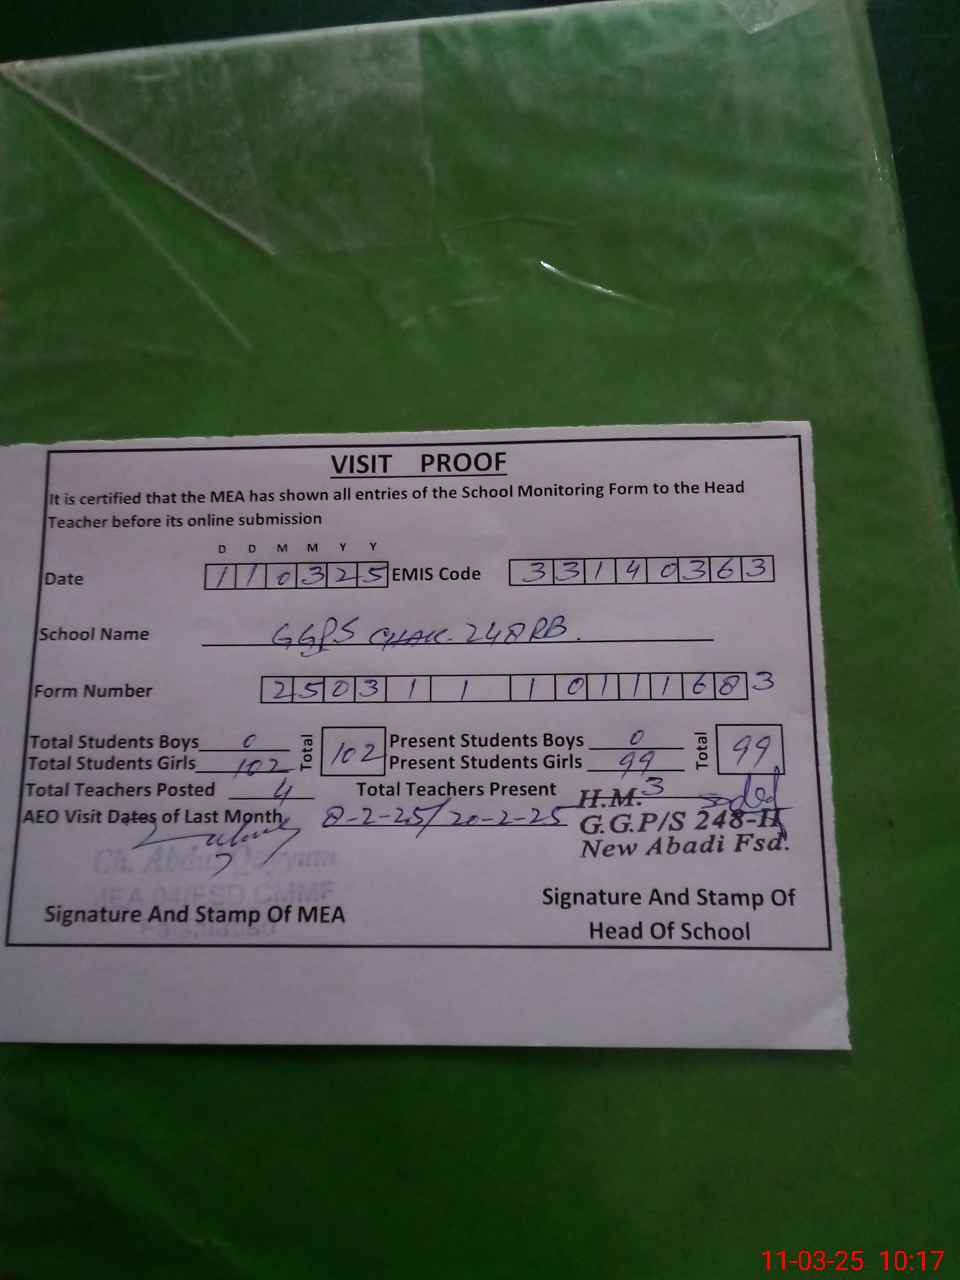 VISIT PROOF
It is certified that the MEA has shown all entries of the School Monitoring Form to the Head
Teacher before its online submission
D D M M Y Y
Date 110325 EMIS Code 33140363
School Name GGPS CHAK. 248RB.
Form Number 25031110111683
Total Students Boys 0 Total 102 Present Students Boys 0 Total 99
Total Students Girls 102 Present Students Girls 99
Total Teachers Posted 4 Total Teachers Present 3
H.M.
AEO Visit Dates of Last Month 8-2-25/20-2-25
G.G.P/S 248-
New Abadi Fsd.
Ch. Abdul Qayyum
Signature And Stamp Of MEA
Signature And Stamp Of
Head Of School
11-03-25 10:17